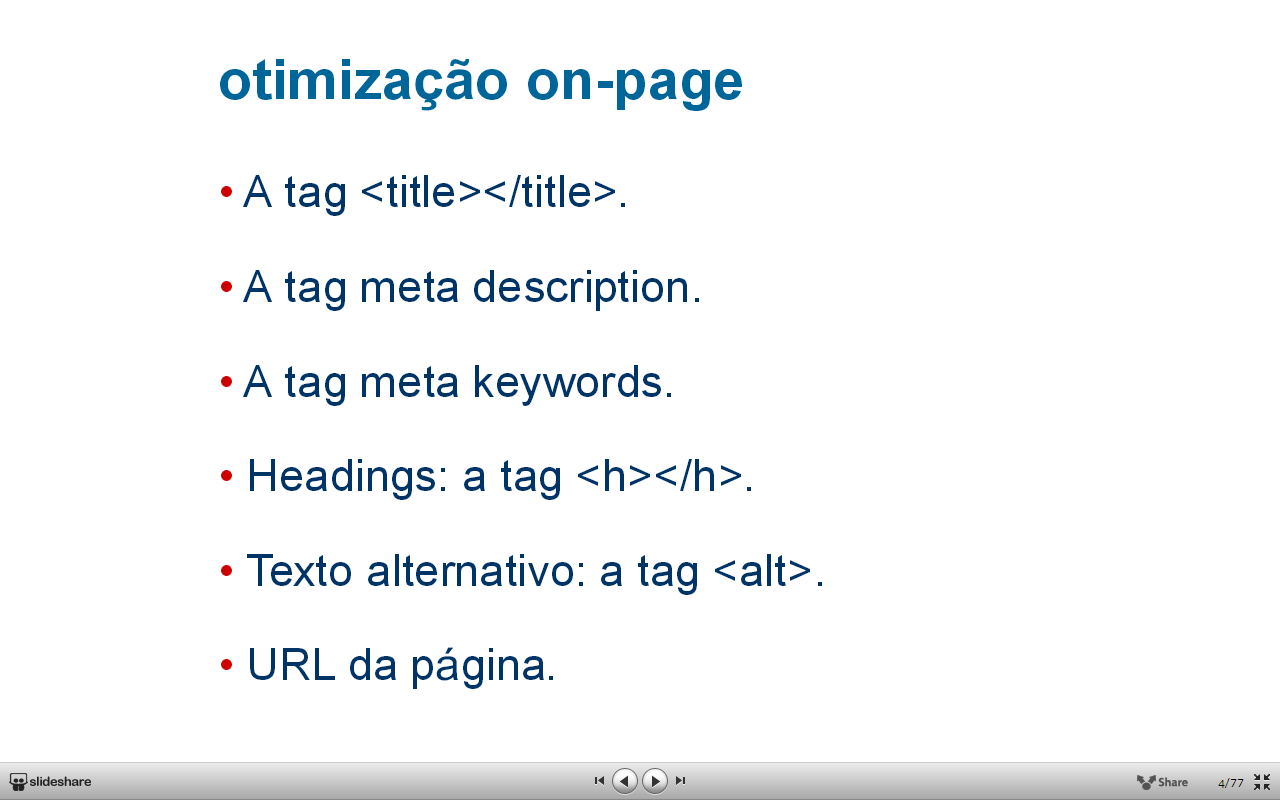 otimização on-page
• A tag <title></title>.
• A tag meta description.
• A tag meta keywords.
• Headings: a tag <h></h>.
• Texto alternativo: a tag <alt>.
• URL da página.
slideshare
Share
4/77